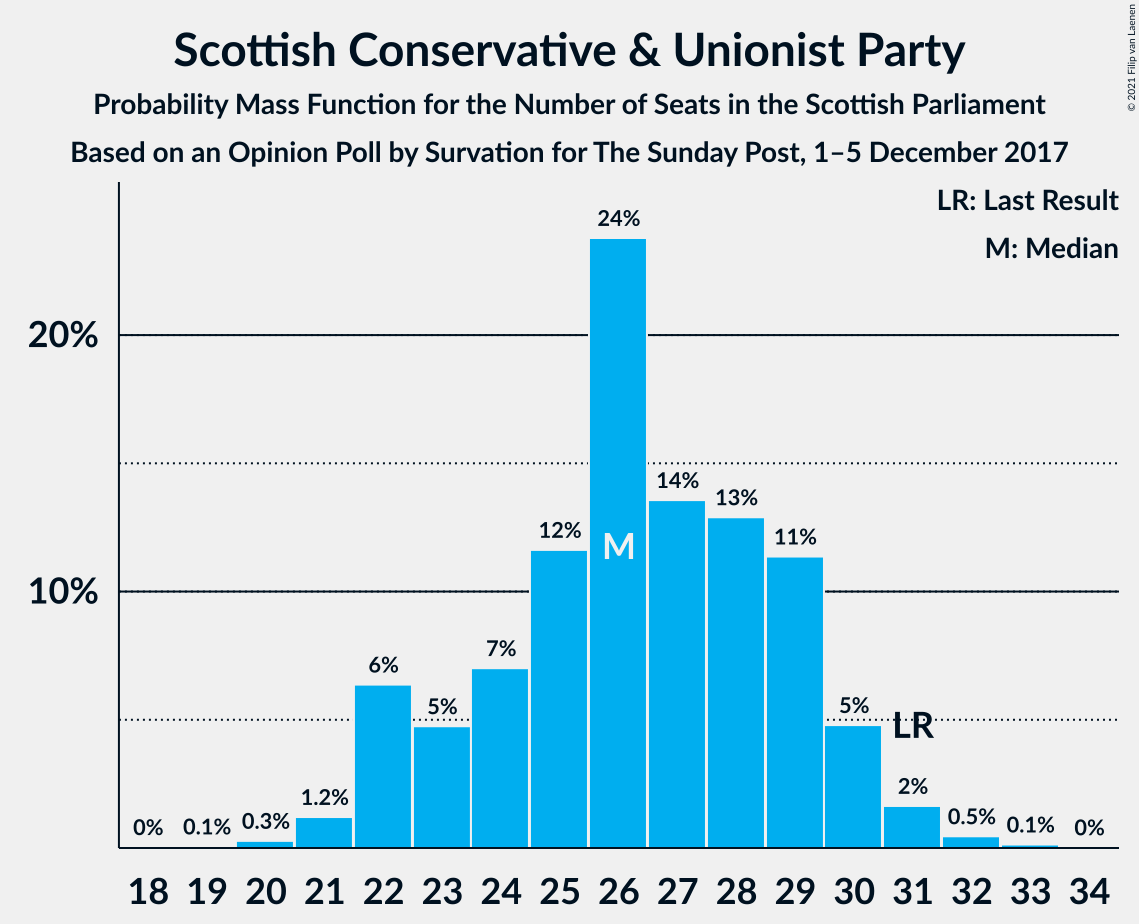 Scottish Conservative & Unionist Party
Probability Mass Function for the Number of Seats in the Scottish Parliament
Based on an Opinion Poll by Survation for The Sunday Post, 1–5 December 2017
© 2021 Filip van Laenen
LR: Last Result
M: Median
24%
20%
14%
13%
12%
11%
M
10%
7%
6%
5%
5%
LR
2%
1.2%
0.5%
0.3%
0% 0.1% 0.1% 0%
18 19 20 21 22 23 24 25 26 27 28 29 30 31 32 33 34